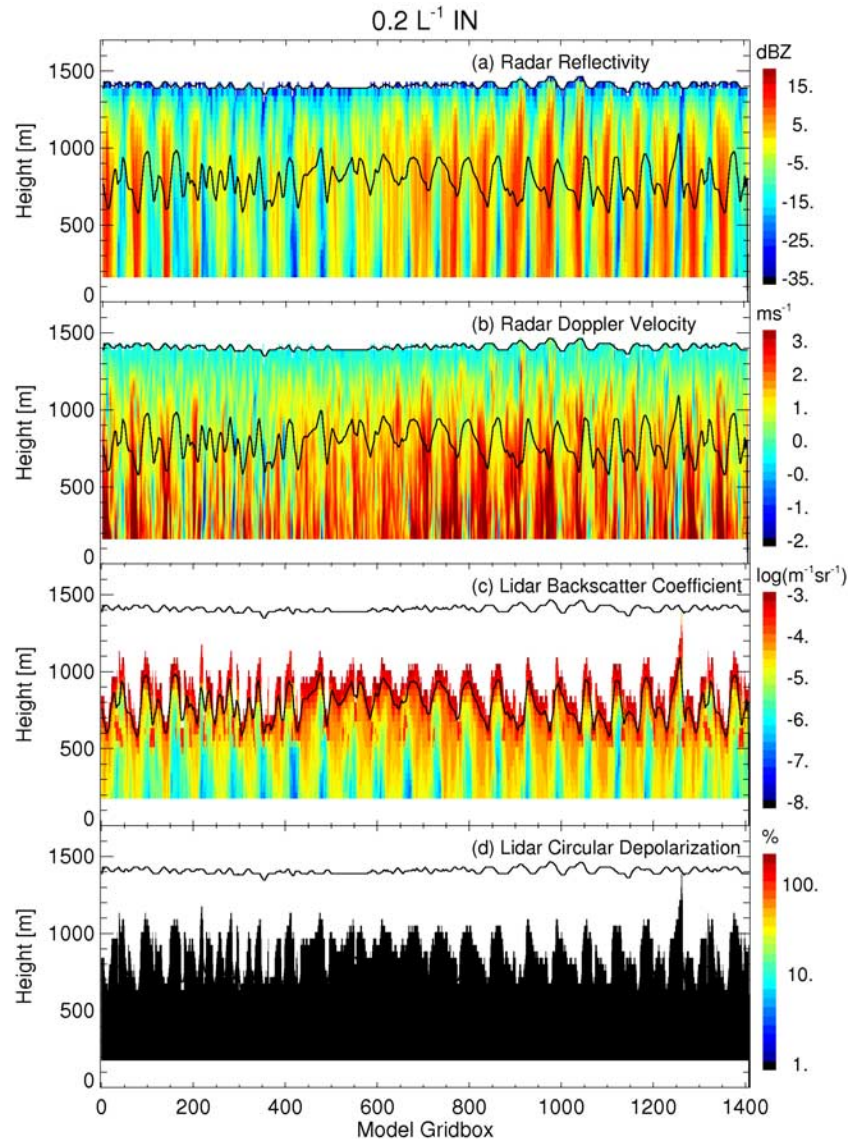 0.2 L⁻¹ IN
(a) Radar Reflectivity
dBZ
Height [m]
1500
1000
500
0
15.
5.
-5.
-15.
-25.
-35.
(b) Radar Doppler Velocity
ms⁻¹
Height [m]
1500
1000
500
0
3.
2.
1.
0.
-1.
-2.
(c) Lidar Backscatter Coefficient
log(m⁻¹sr⁻¹)
Height [m]
1500
1000
500
0
-3.
-4.
-5.
-6.
-7.
-8.
(d) Lidar Circular Depolarization
%
Height [m]
1500
1000
500
0
100.
10.
1.
0 200 400 600 800 1000 1200 1400
Model Gridbox